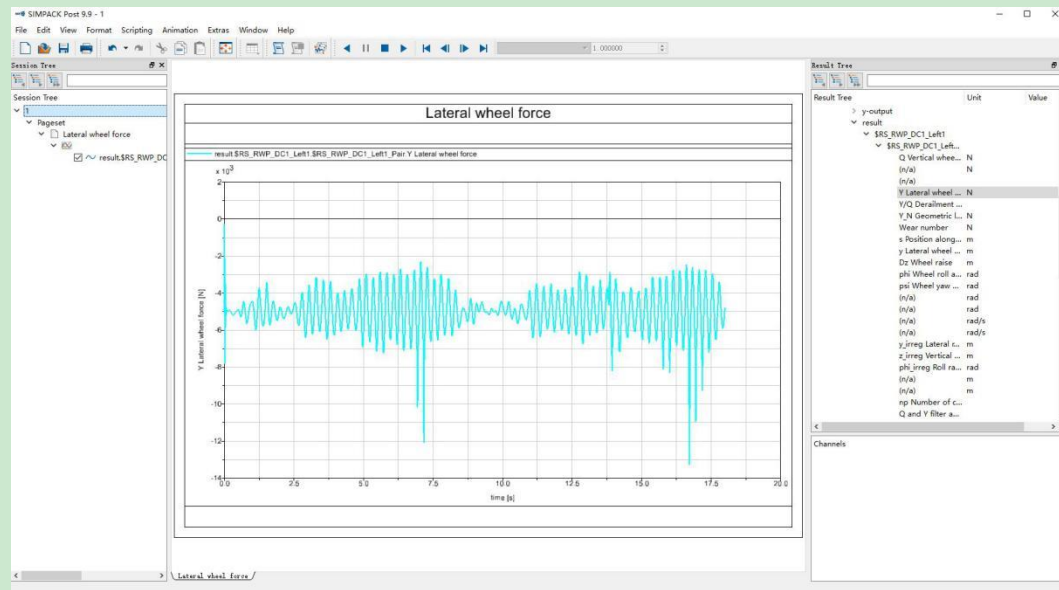 SIMPACK Post 9.9 - 1
File Edit View Format Scripting Animation Extras Window Help
1.000000
Session Tree
Result Tree
Session Tree
1
Pageset
Lateral wheel force
result.$RS_RWP_DC
Lateral wheel force
result.$RS_RWP_DC1_Left1.$RS_RWP_DC1_Left1_Pair.Y Lateral wheel force
x 10³
2
0
-2
-4
-6
-8
-10
-12
-14
Y Lateral wheel force [N]
0.0 2.5 5.0 7.5 10.0 12.5 15.0 17.5 20.0
time [s]
Lateral wheel force
Result Tree Unit Value
y-output
result
$RS_RWP_DC1_Left1
$RS_RWP_DC1_Left...
Q Vertical whee... N
(n/a) N
(n/a)
Y Lateral wheel ... N
Y/Q Derailment ...
Y_N Geometric l... N
Wear number N
s Position along... m
y Lateral wheel ... m
Dz Wheel raise m
phi Wheel roll a... rad
psi Wheel yaw ... rad
(n/a) rad
(n/a) rad
(n/a) rad/s
(n/a) rad/s
y_irreg Lateral r... m
z_irreg Vertical ... m
phi_irreg Roll ra... rad
(n/a) m
(n/a) m
np Number of c...
Q and Y filter a...
Channels